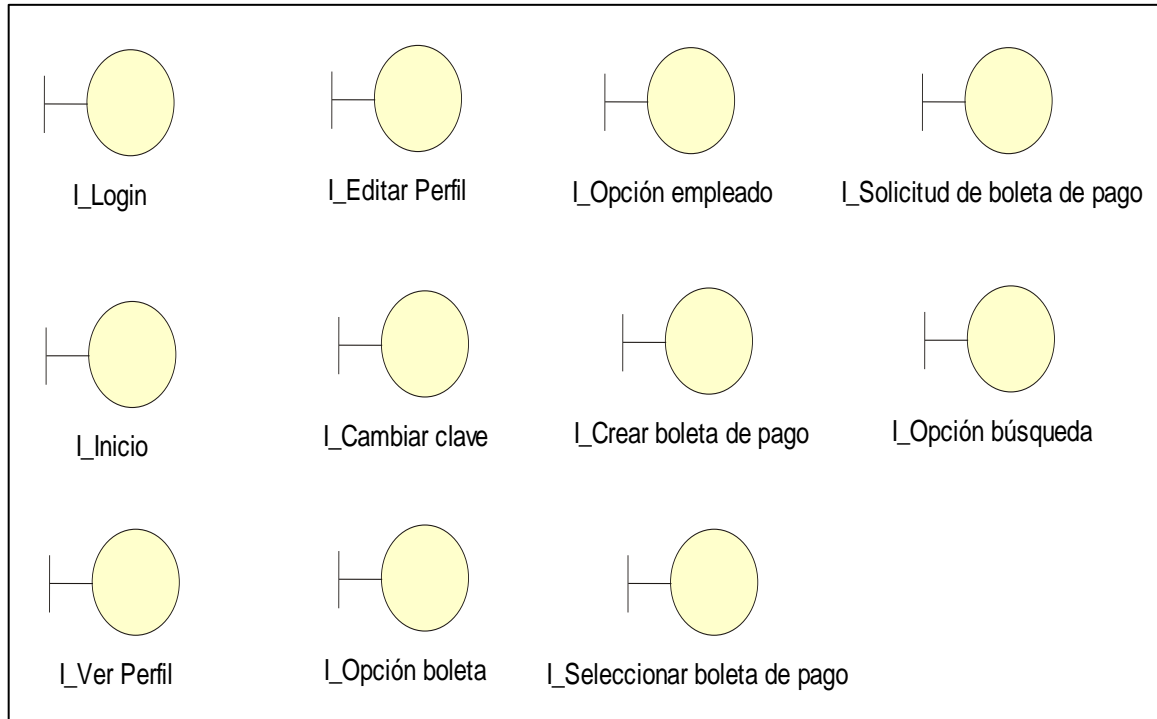 I_Login
I_Editar Perfil
I_Opción empleado
I_Solicitud de boleta de pago
I_Inicio
I_Cambiar clave
I_Crear boleta de pago
I_Opción búsqueda
I_Ver Perfil
I_Opción boleta
I_Seleccionar boleta de pago